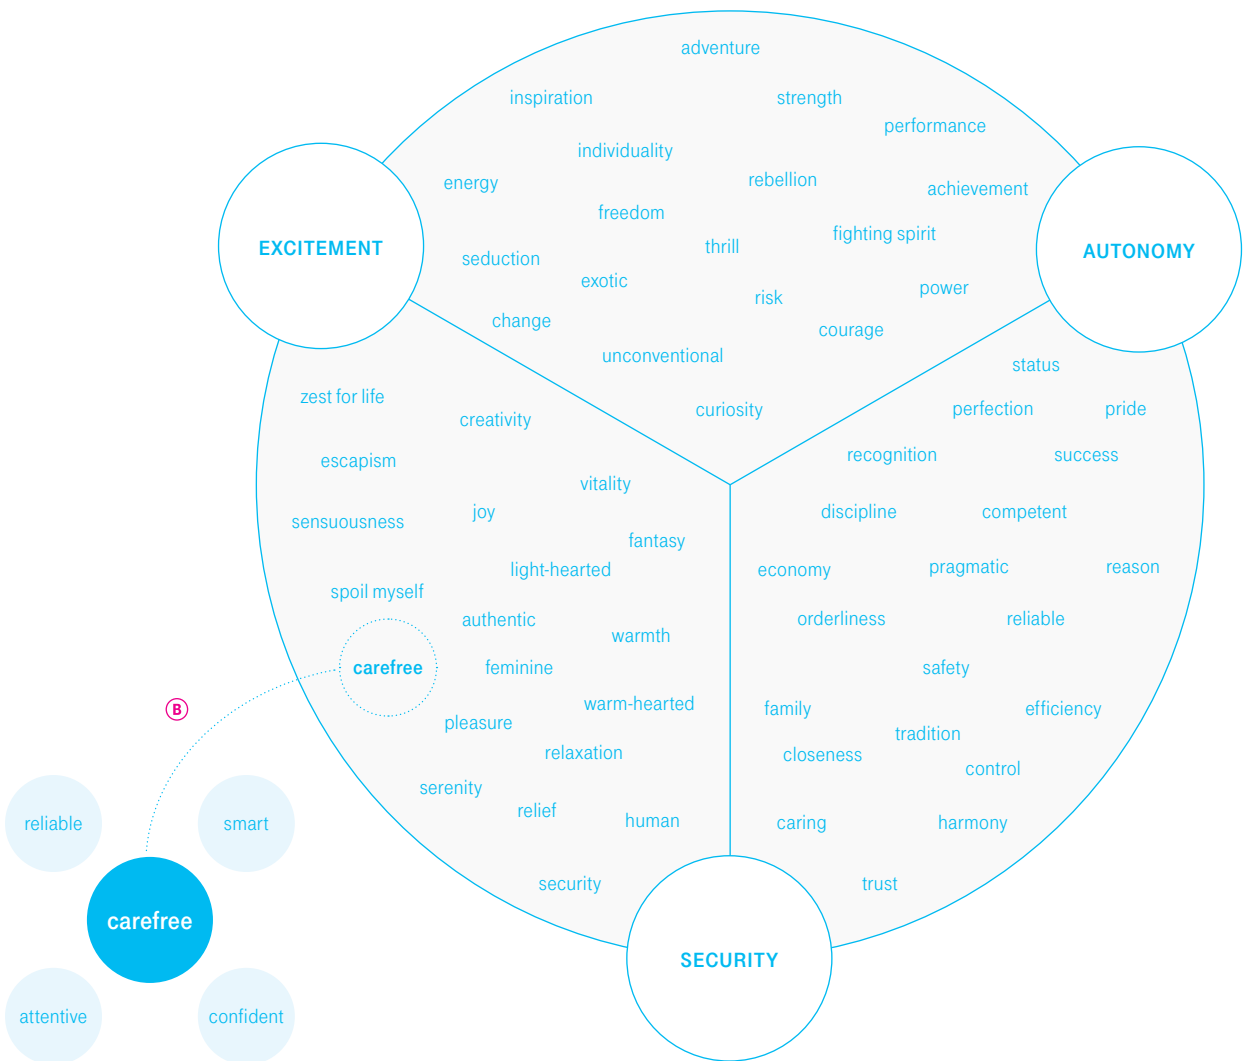 adventure
inspiration
strength
performance
individuality
energy
rebellion
achievement
freedom
fighting spirit
thrill
EXCITEMENT
AUTONOMY
seduction
exotic
power
risk
change
courage
unconventional
status
zest for life
creativity
curiosity
perfection
pride
recognition
success
escapism
vitality
sensuousness
joy
discipline
competent
fantasy
light-hearted
economy
pragmatic
reason
spoil myself
authentic
warmth
orderliness
reliable
carefree
feminine
safety
warm-hearted
family
efficiency
B
pleasure
tradition
relaxation
closeness
control
serenity
relief
human
caring
harmony
reliable
smart
security
trust
carefree
SECURITY
attentive
confident